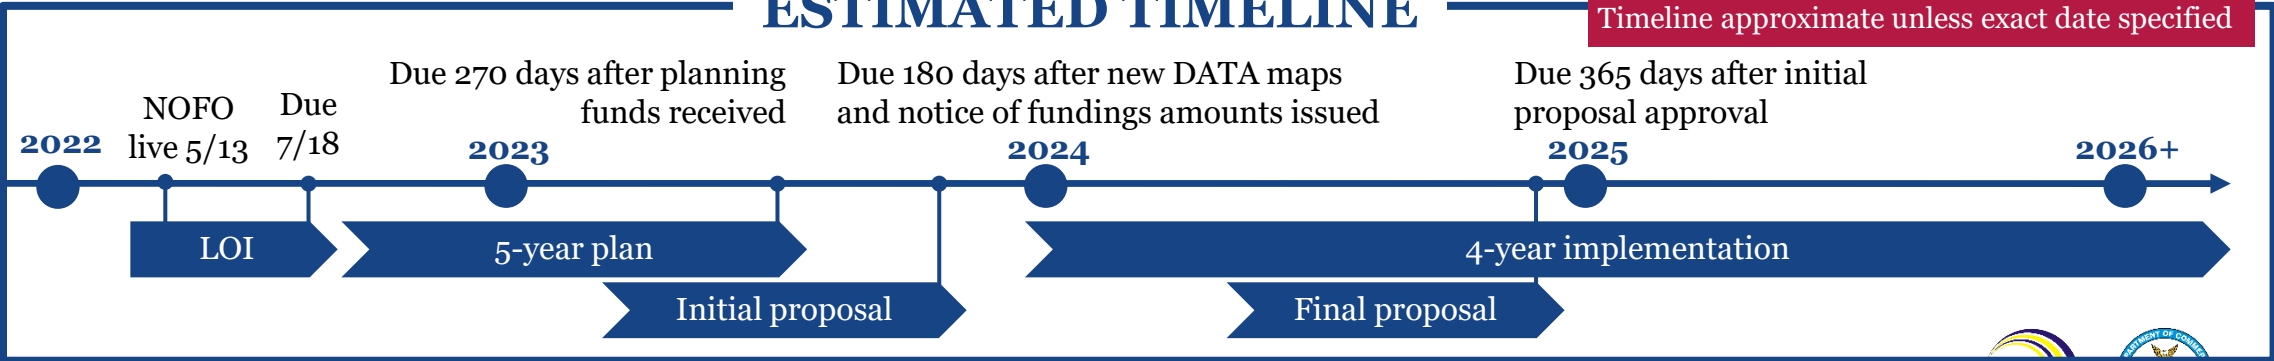 ESTIMATED TIMELINE
Timeline approximate unless exact date specified
NOFO
live 5/13
Due
7/18
Due 270 days after planning
funds received
Due 180 days after new DATA maps
and notice of fundings amounts issued
Due 365 days after initial
proposal approval
2022
2023
2024
2025
2026+
LOI
5-year plan
4-year implementation
Initial proposal
Final proposal